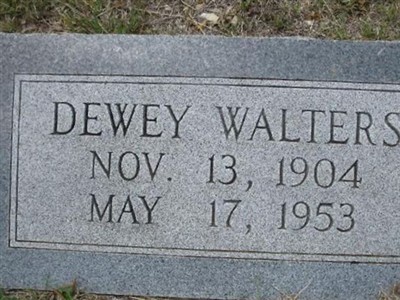 DEWEY WALTERS
NOV. 13, 1904
MAY 17, 1953